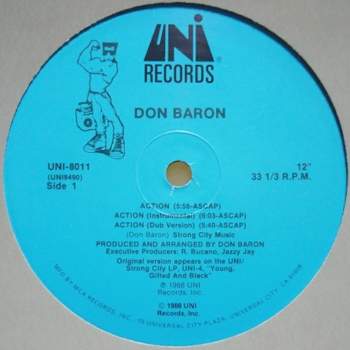 UNI
RECORDS
DON BARON
UNI-8011
(UNI8490)
Side 1
12"
33 1/3 R.P.M.
ACTION (5:56-ASCAP)
ACTION (Instrumental) (6:03-ASCAP)
ACTION (Dub Version) (5:40-ASCAP)
(Don Baron) Strong City Music
PRODUCED AND ARRANGED BY DON BARON
Executive Producers: R. Buceno, Jazzy Jay
Original version appears on the UNI/
Strong City LP, UNI-4, "Young,
Gifted And Black"
℗ 1988 UNI
Records, Inc.
© 1988 UNI
Records, Inc.
MFG BY MCA RECORDS, INC. - 70 UNIVERSAL CITY PLAZA, UNIVERSAL CITY, CA. 91608